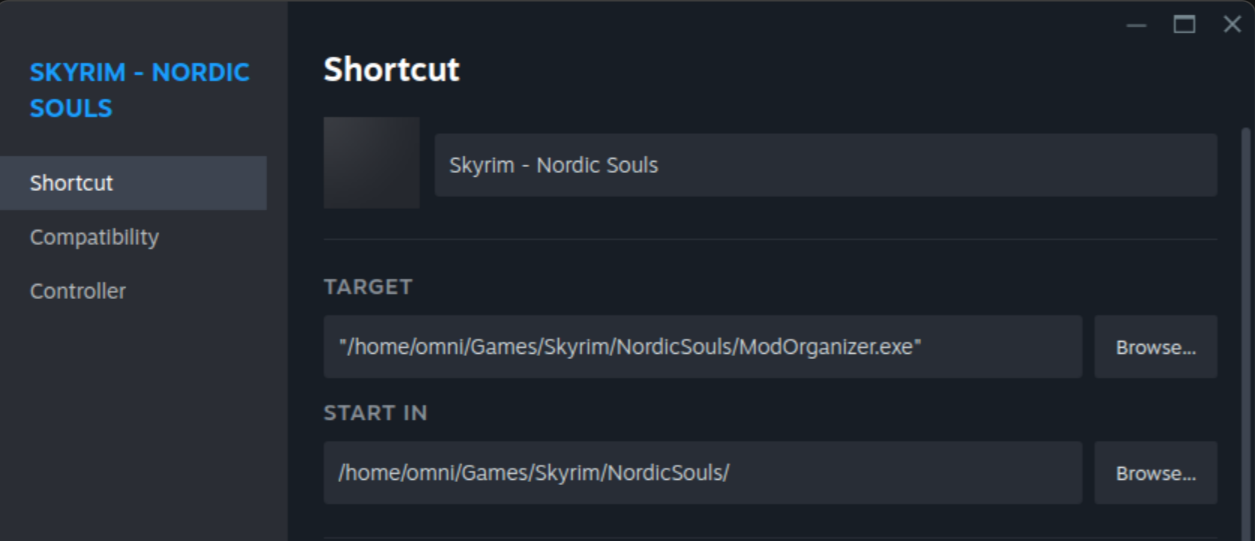 SKYRIM - NORDIC
SOULS
Shortcut
Compatibility
Controller
Shortcut
Skyrim - Nordic Souls
TARGET
"/home/omni/Games/Skyrim/NordicSouls/ModOrganizer.exe"
Browse...
START IN
/home/omni/Games/Skyrim/NordicSouls/
Browse...